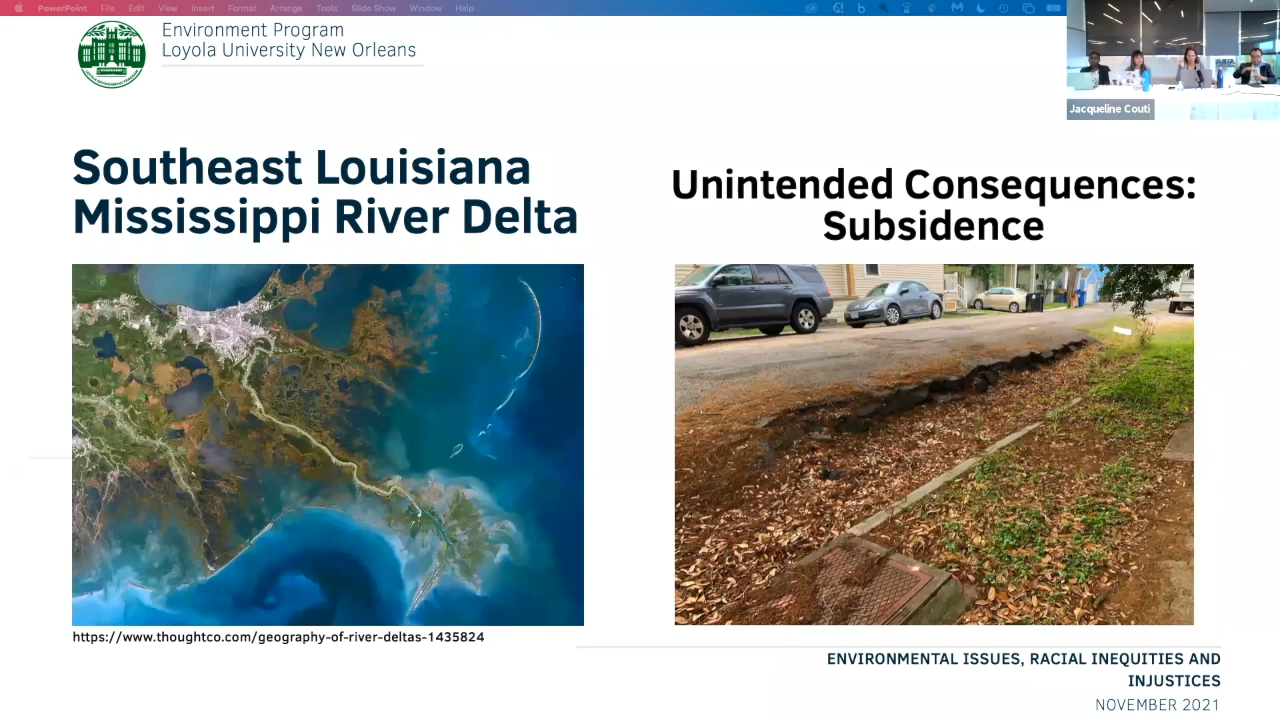 PowerPoint File Edit View Insert Format Arrange Tools Slide Show Window Help
Environment Program
Loyola University New Orleans
Jacqueline Couti
Southeast Louisiana
Mississippi River Delta
Unintended Consequences:
Subsidence
https://www.thoughtco.com/geography-of-river-deltas-1435824
ENVIRONMENTAL ISSUES, RACIAL INEQUITIES AND
INJUSTICES
NOVEMBER 2021